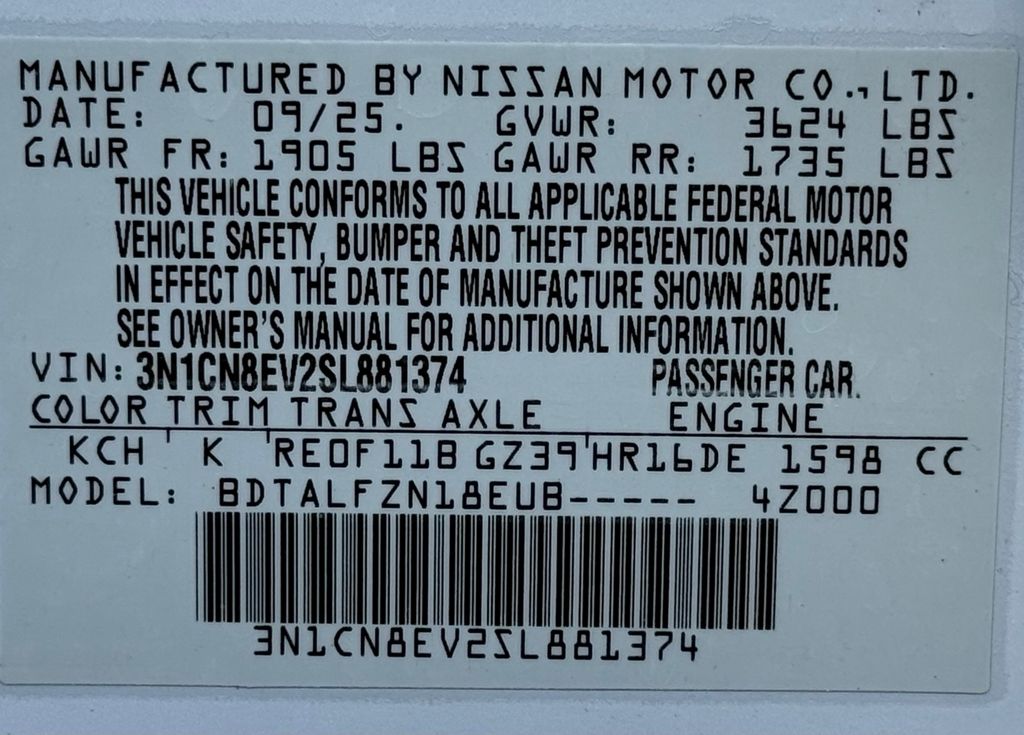 MANUFACTURED BY NISSAN MOTOR CO., LTD.
DATE: 09/25. GVWR: 3624 LBS
GAWR FR: 1905 LBS GAWR RR: 1735 LBS
THIS VEHICLE CONFORMS TO ALL APPLICABLE FEDERAL MOTOR
VEHICLE SAFETY, BUMPER AND THEFT PREVENTION STANDARDS
IN EFFECT ON THE DATE OF MANUFACTURE SHOWN ABOVE.
SEE OWNER'S MANUAL FOR ADDITIONAL INFORMATION.
VIN: 3N1CN8EV2SL881374 PASSENGER CAR.
COLOR TRIM TRANS AXLE ENGINE
KCH K RE0F11B GZ39 HR16DE 1598 CC
MODEL: BDTALFZN18EUB----- 4Z000
3N1CN8EV2SL881374